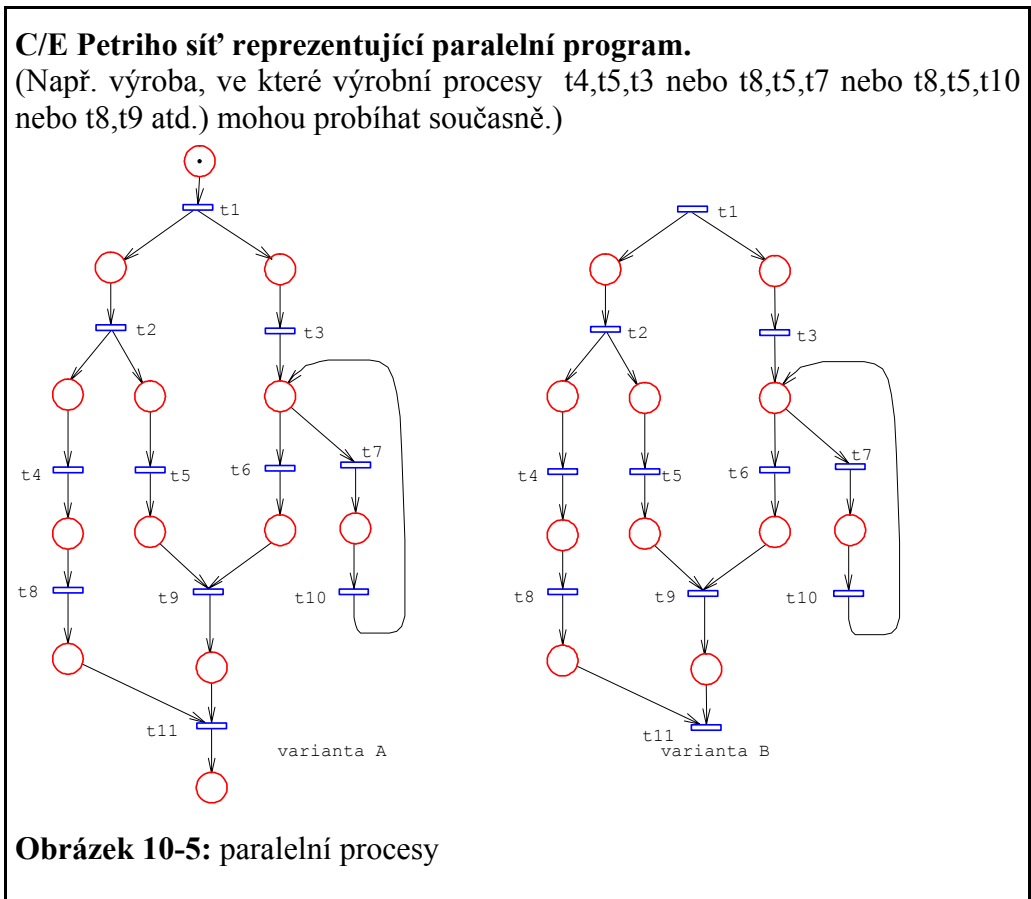 C/E Petriho síť reprezentující paralelní program.
(Např. výroba, ve které výrobní procesy t4,t5,t3 nebo t8,t5,t7 nebo t8,t5,t10
nebo t8,t9 atd.) mohou probíhat současně.)
t1
t1
t2
t3
t2
t3
t4
t5
t6
t7
t4
t5
t6
t7
t8
t9
t10
t8
t9
t10
t11
varianta A
t11
varianta B
Obrázek 10-5: paralelní procesy